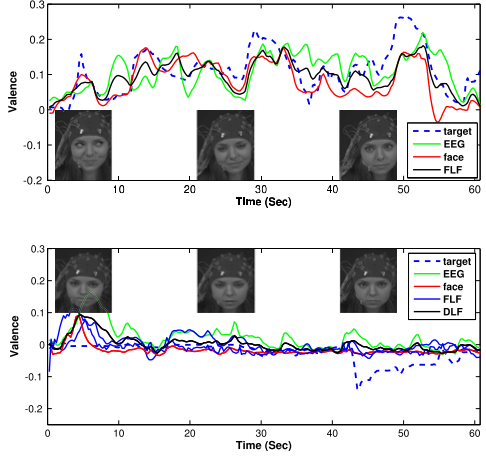 0.3
0.2
0.1
0
-0.1
-0.2
Valence
0 10 20 30 40 50 60
Time (Sec)
target
EEG
face
FLF
0.3
0.2
0.1
0
-0.1
-0.2
Valence
0 10 20 30 40 50 60
Time (Sec)
target
EEG
face
FLF
DLF